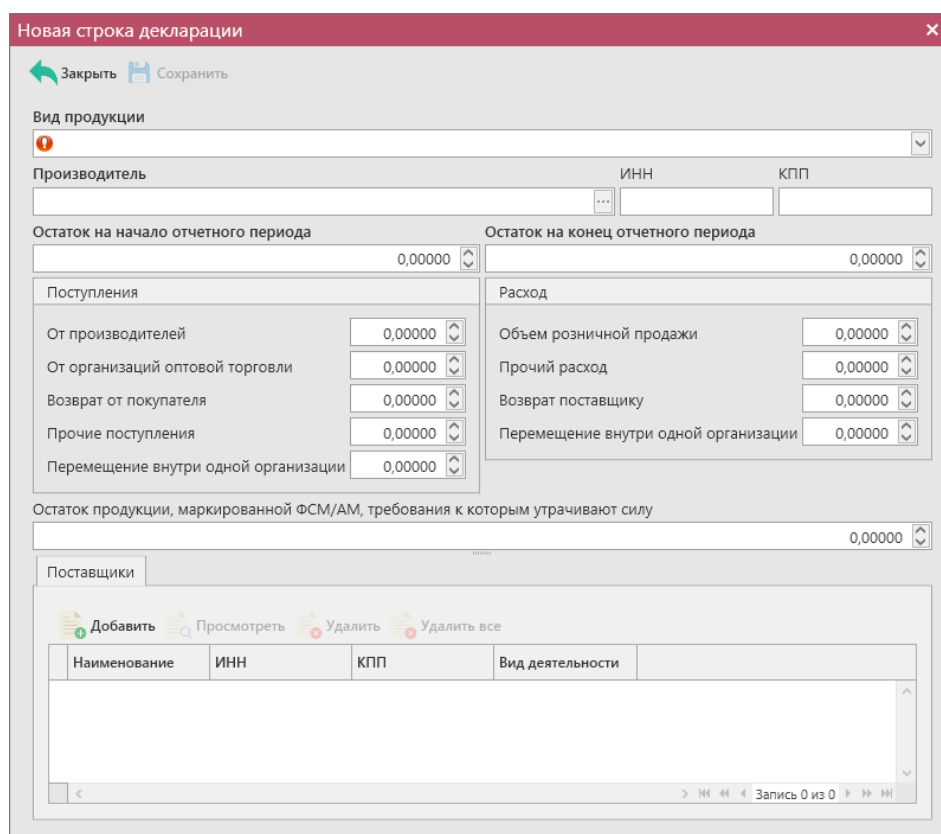 Новая строка декларации
Закрыть Сохранить
Вид продукции
Производитель ИНН КПП
Остаток на начало отчетного периода Остаток на конец отчетного периода
0,00000 0,00000
Поступления Расход
От производителей 0,00000 Объем розничной продажи 0,00000
От организаций оптовой торговли 0,00000 Прочий расход 0,00000
Возврат от покупателя 0,00000 Возврат поставщику 0,00000
Прочие поступления 0,00000 Перемещение внутри одной организации 0,00000
Перемещение внутри одной организации 0,00000
Остаток продукции, маркированной ФСМ/АМ, требования к которым утрачивают силу
0,00000
Поставщики
Добавить Просмотреть Удалить Удалить все
Наименование ИНН КПП Вид деятельности
Запись 0 из 0